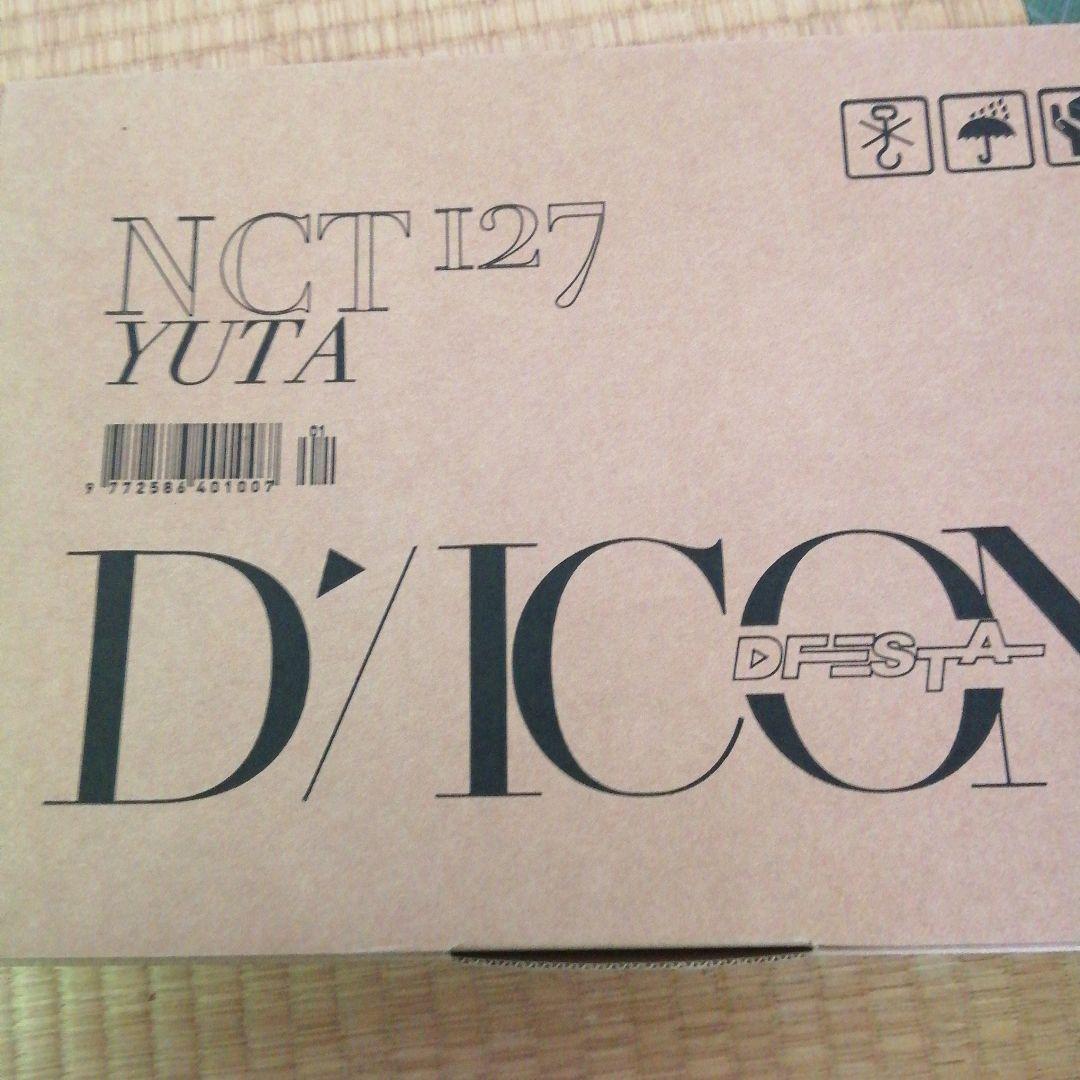 NCT 127
YUTA
01
9 772586 401007
D'/ICON
DFESTA